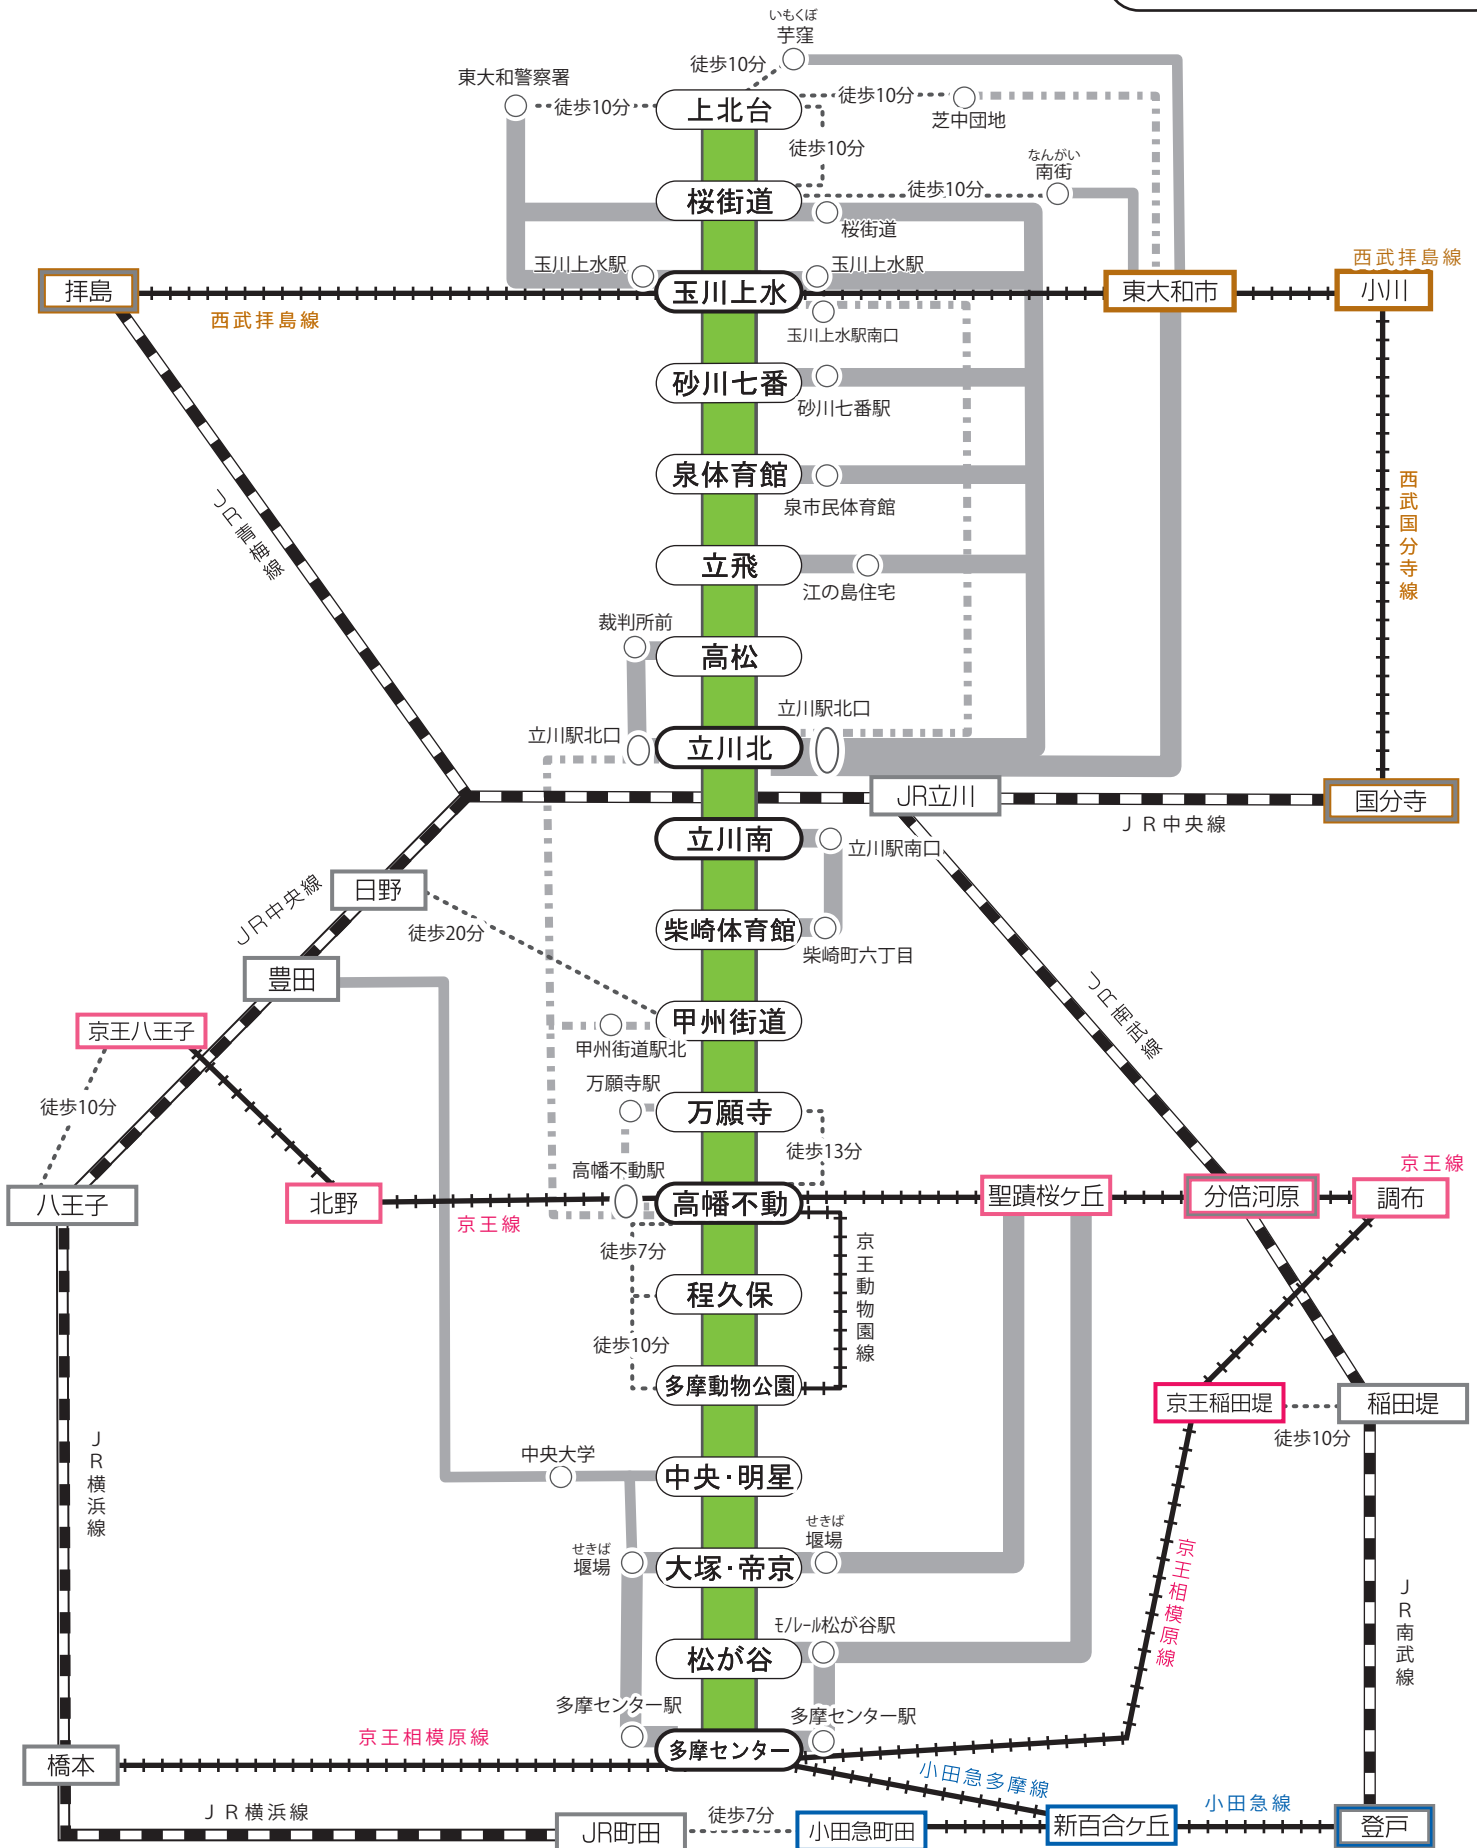 いもくぼ
芋窪
徒歩10分
東大和警察署
徒歩10分
上北台
徒歩10分
芝中団地
徒歩10分
なんがい
南街
桜街道
徒歩10分
桜街道
玉川上水駅
玉川上水駅
西武拝島線
拝島
玉川上水
東大和市
小川
西武拝島線
玉川上水駅南口
砂川七番
砂川七番駅
泉体育館
泉市民体育館
西武国分寺線
JR青梅線
立飛
江の島住宅
裁判所前
高松
立川駅北口
立川駅北口
立川北
JR立川
国分寺
JR中央線
立川南
立川駅南口
日野
JR中央線
徒歩20分
柴崎体育館
柴崎町六丁目
豊田
京王八王子
甲州街道
甲州街道駅北
JR南武線
万願寺駅
徒歩10分
万願寺
徒歩13分
高幡不動駅
京王線
八王子
北野
京王線
高幡不動
聖蹟桜ケ丘
分倍河原
調布
徒歩7分
京王動物園線
程久保
徒歩10分
多摩動物公園
京王稲田堤
稲田堤
徒歩10分
JR横浜線
中央大学
中央・明星
せきば
堰場
せきば
堰場
大塚・帝京
京王相模原線
JR南武線
モノレール松が谷駅
松が谷
多摩センター駅
多摩センター駅
京王相模原線
多摩センター
橋本
小田急多摩線
JR横浜線
徒歩7分
小田急線
JR町田
小田急町田
新百合ヶ丘
登戸